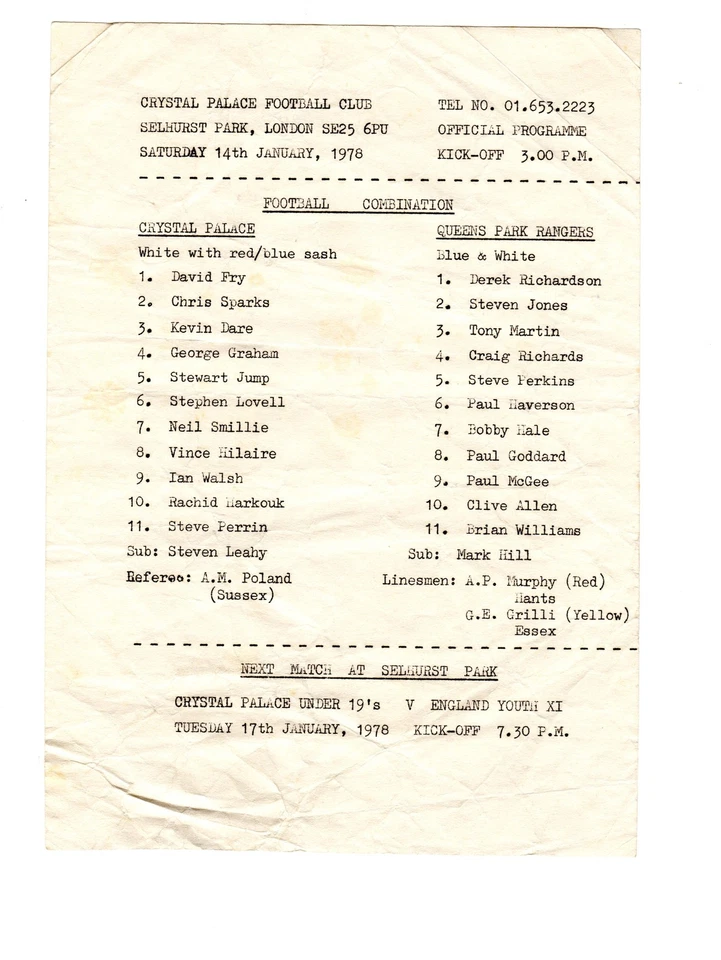 CRYSTAL PALACE FOOTBALL CLUB TEL NO. 01.653.2223
SELHURST PARK, LONDON SE25 6PU OFFICIAL PROGRAMME
SATURDAY 14th JANUARY, 1978 KICK-OFF 3.00 P.M.
FOOTBALL COMBINATION
CRYSTAL PALACE QUEENS PARK RANGERS
White with red/blue sash Blue & White
1. David Fry 1. Derek Richardson
2. Chris Sparks 2. Steven Jones
3. Kevin Dare 3. Tony Martin
4. George Graham 4. Craig Richards
5. Stewart Jump 5. Steve Perkins
6. Stephen Lovell 6. Paul Haverson
7. Neil Smillie 7. Bobby Hale
8. Vince Hilaire 8. Paul Goddard
9. Ian Walsh 9. Paul McGee
10. Rachid Harkouk 10. Clive Allen
11. Steve Perrin 11. Brian Williams
Sub: Steven Leahy Sub: Mark Hill
Referee: A.M. Poland Linesmen: A.P. Murphy (Red)
(Sussex) Hants
G.E. Grilli (Yellow)
Essex
NEXT MATCH AT SELHURST PARK
CRYSTAL PALACE UNDER 19's V ENGLAND YOUTH XI
TUESDAY 17th JANUARY, 1978 KICK-OFF 7.30 P.M.